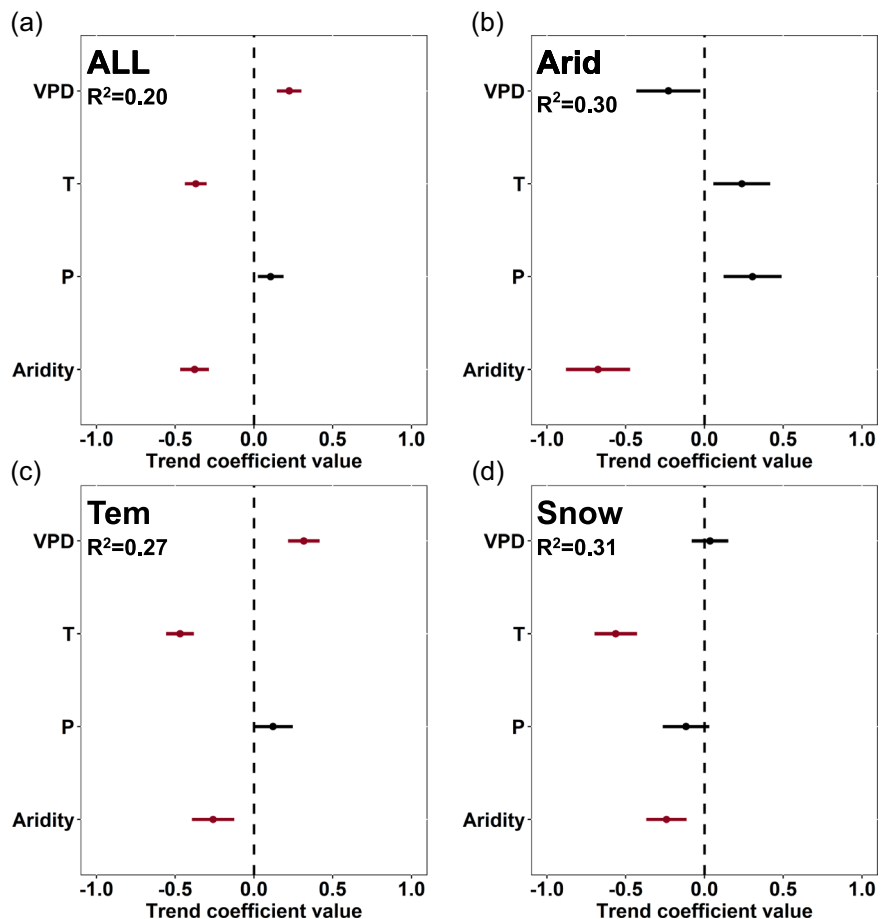 (a)
ALL
R²=0.20
VPD
T
P
Aridity
-1.0 -0.5 0.0 0.5 1.0
Trend coefficient value
(b)
Arid
R²=0.30
VPD
T
P
Aridity
-1.0 -0.5 0.0 0.5 1.0
Trend coefficient value
(c)
Tem
R²=0.27
VPD
T
P
Aridity
-1.0 -0.5 0.0 0.5 1.0
Trend coefficient value
(d)
Snow
R²=0.31
VPD
T
P
Aridity
-1.0 -0.5 0.0 0.5 1.0
Trend coefficient value